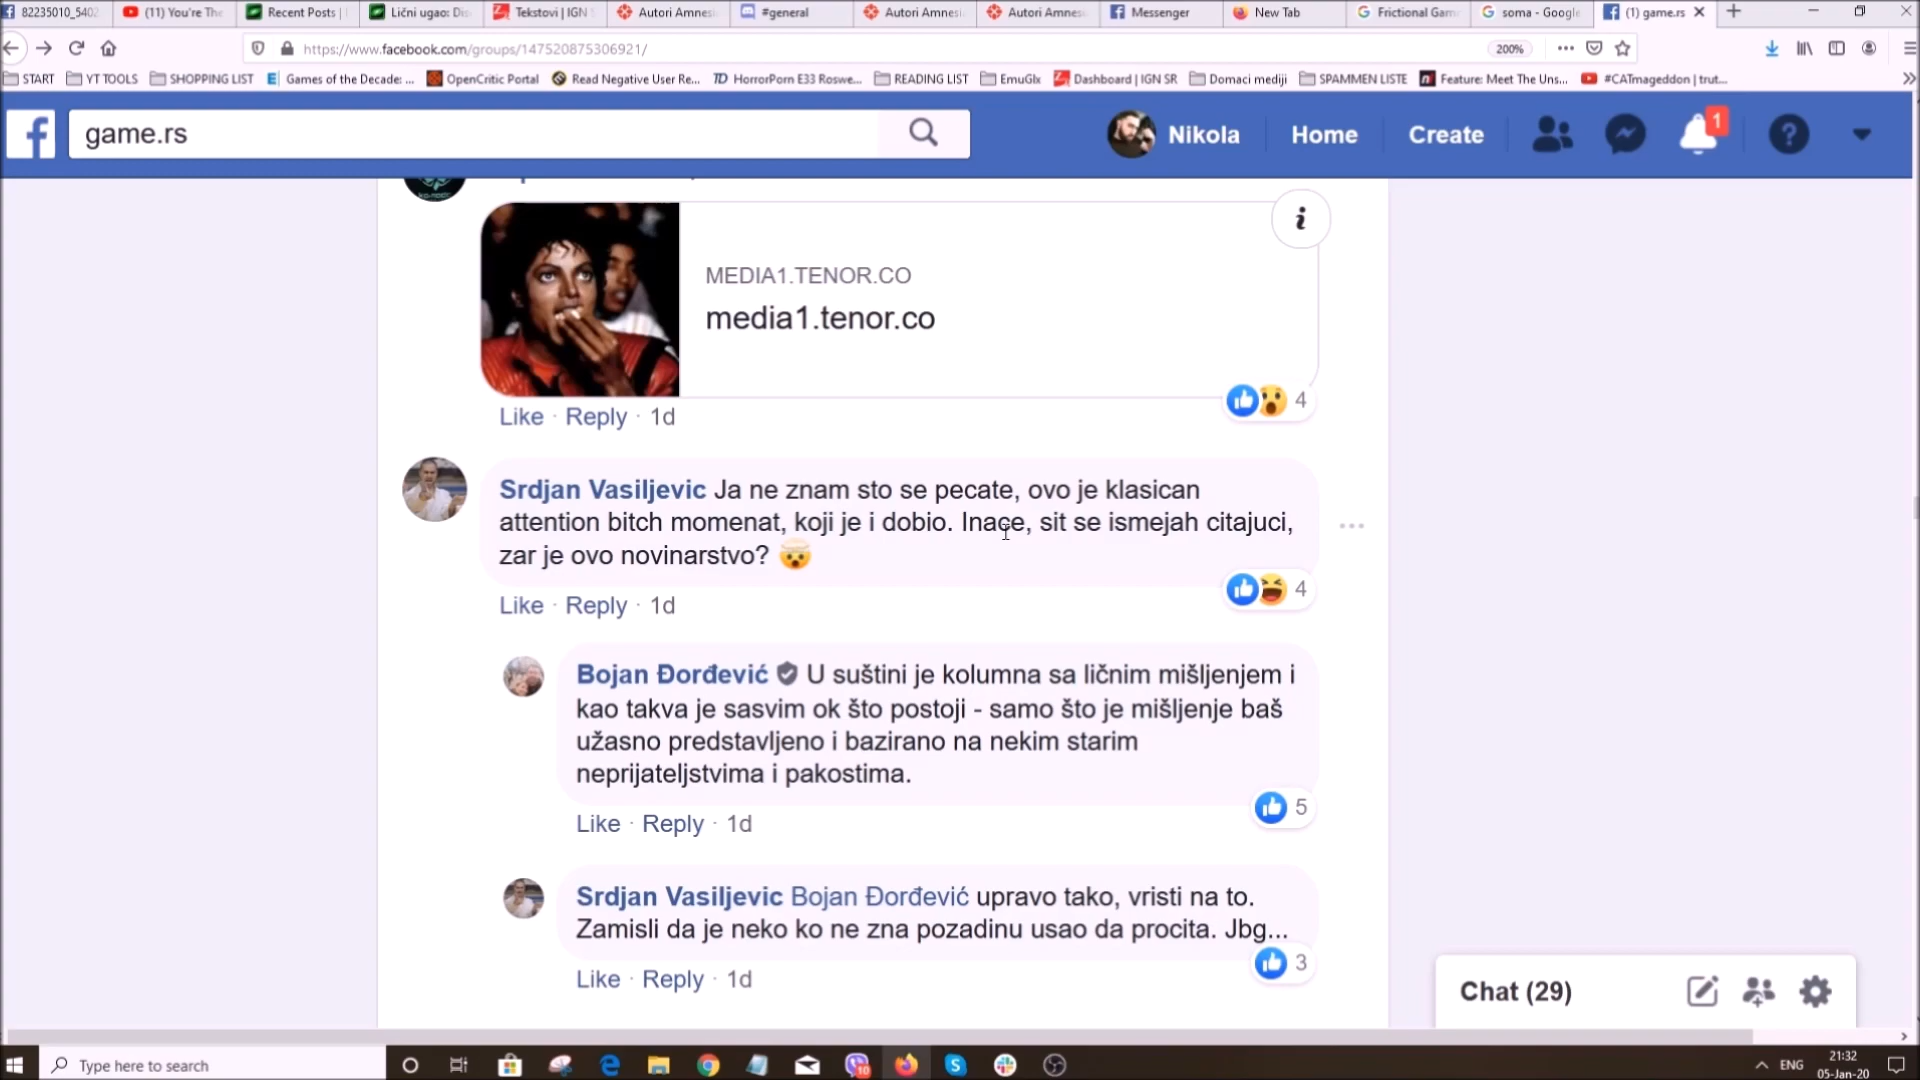 82235010_5402
(11) You're The
Recent Posts |
Lični ugao: Dis
Tekstovi | IGN
Autori Amnesi
#general
Autori Amnesi
Autori Amnes
Messenger
New Tab
Frictional Gam
soma - Google
(1) game.rs
https://www.facebook.com/groups/147520875306921/
200%
START
YT TOOLS
SHOPPING LIST
Games of the Decade: ...
OpenCritic Portal
Read Negative User Re...
HorrorPorn E33 Roswe...
READING LIST
EmuGlx
Dashboard | IGN SR
Domaci mediji
SPAMMEN LISTE
Feature: Meet The Uns...
#CATmageddon | trut...
game.rs
Nikola
Home
Create
1
MEDIA1.TENOR.CO
media1.tenor.co
4
Like · Reply · 1d
Srdjan Vasiljevic Ja ne znam sto se pecate, ovo je klasican
attention bitch momenat, koji je i dobio. Inace, sit se ismejah citajuci,
zar je ovo novinarstvo?
4
Like · Reply · 1d
Bojan Đorđević U suštini je kolumna sa ličnim mišljenjem i
kao takva je sasvim ok što postoji - samo što je mišljenje baš
užasno predstavljeno i bazirano na nekim starim
neprijateljstvima i pakostima.
5
Like · Reply · 1d
Srdjan Vasiljevic Bojan Đorđević upravo tako, vristi na to.
Zamisli da je neko ko ne zna pozadinu usao da procita. Jbg...
3
Like · Reply · 1d
Chat (29)
Type here to search
10
ENG
21:32
05-Jan-20